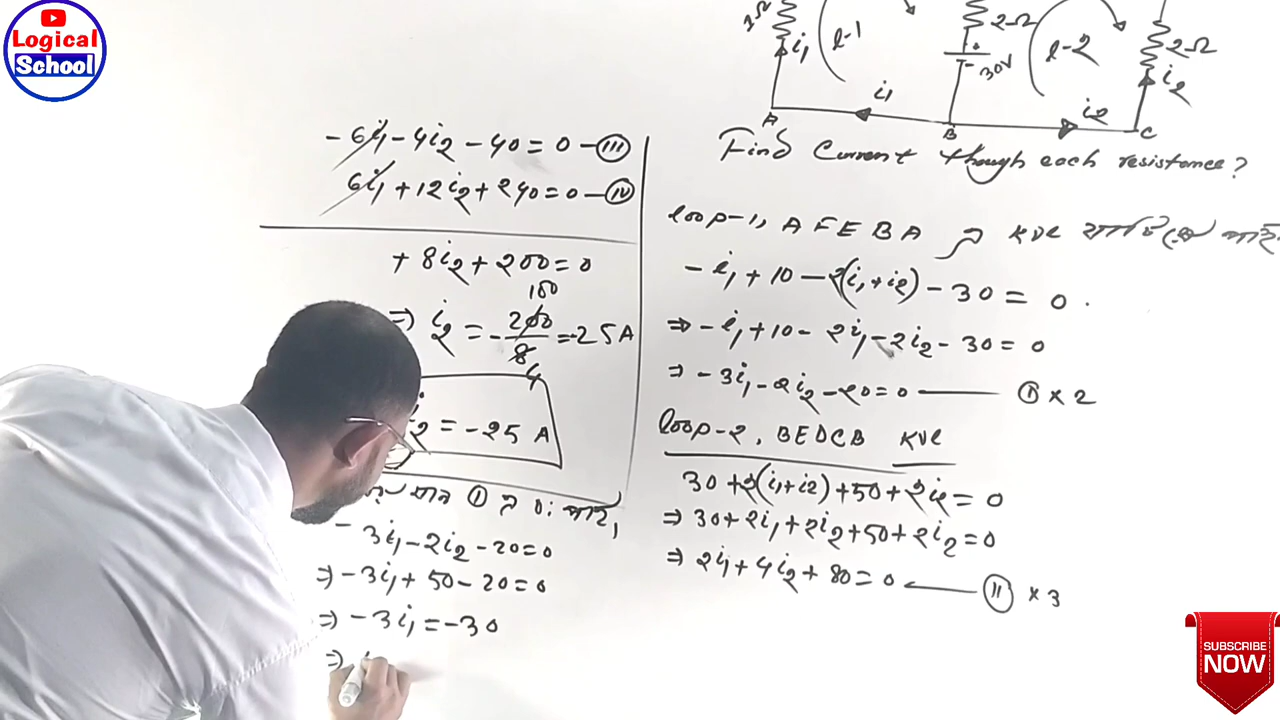 Logical
School
1Ω
i₁
l-1
2Ω
30V
l-2
2Ω
i₂
i₁
i₂
A
B
C
Find Current though each resistance?
- 6i₁ - 4i₂ - 40 = 0 - III
6i₁ + 12i₂ + 240 = 0 - IV
+ 8i₂ + 200 = 0
⇒ i₂ = - 200/8 = -25A
100
4
i₂ = -25 A
মান I এ বঃ পাই,
- 3i₁ - 2i₂ - 20 = 0
⇒ - 3i₁ + 50 - 20 = 0
⇒ - 3i₁ = -30
⇒ i
loop-1, AFEBA এ KVL পাই
- i₁ + 10 - 2(i₁ + i₂) - 30 = 0.
⇒ - i₁ + 10 - 2i₁ - 2i₂ - 30 = 0
⇒ - 3i₁ - 2i₂ - 20 = 0 — I × 2
loop-2, BEDCB KVL
30 + 2(i₁ + i₂) + 50 + 2i₂ = 0
⇒ 30 + 2i₁ + 2i₂ + 50 + 2i₂ = 0
⇒ 2i₁ + 4i₂ + 80 = 0 — II × 3
SUBSCRIBE
NOW